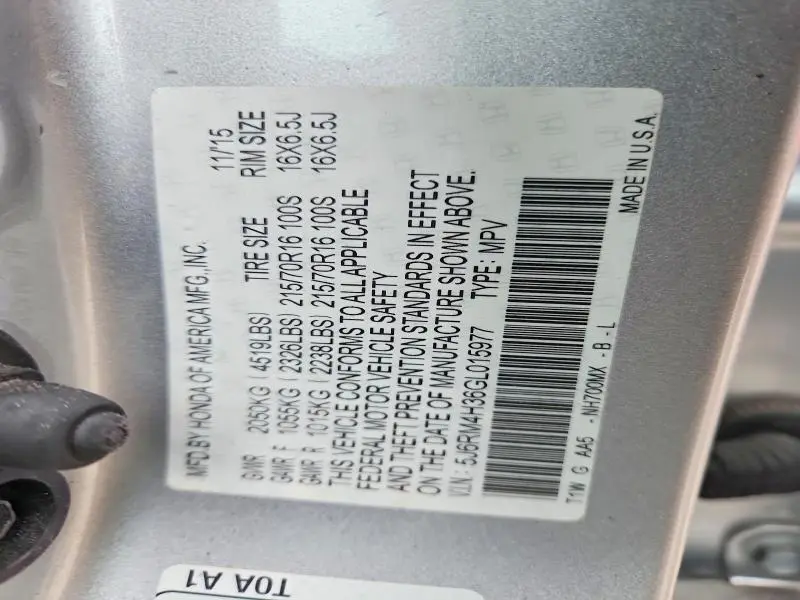 MFD.BY HONDA OF AMERICA MFG.,INC. 11/'15
GVWR 2050KG ( 4519LBS) TIRE SIZE RIM SIZE
GAWR F 1055KG ( 2326LBS) 215/70R16 100S 16X6.5J
GAWR R 1015KG ( 2238LBS) 215/70R16 100S 16X6.5J
THIS VEHICLE CONFORMS TO ALL APPLICABLE
FEDERAL MOTOR VEHICLE SAFETY
AND THEFT PREVENTION STANDARDS IN EFFECT
ON THE DATE OF MANUFACTURE SHOWN ABOVE.
V.I.N.: 5J6RM4H36GL015977 TYPE: MPV
T1W G AA5 - NH700MX - B - L
MADE IN U.S.A.
T0A A1